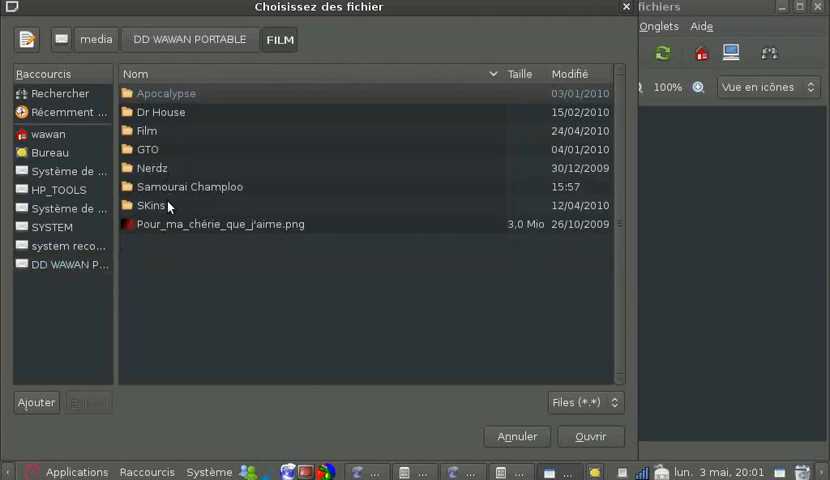 Choisissez des fichier
fichiers
Onglets Aide
media DD WAWAN PORTABLE FILM
100% Vue en icônes
Raccourcis
Rechercher
Récemment ...
wawan
Bureau
Système de ...
HP_TOOLS
Système de ...
SYSTEM
system reco...
DD WAWAN P...
Nom Taille Modifié
Apocalypse 03/01/2010
Dr House 15/02/2010
Film 24/04/2010
GTO 04/01/2010
Nerdz 30/12/2009
Samourai Champloo 15:57
SKins 12/04/2010
Pour_ma_chérie_que_j'aime.png 3,0 Mio 26/10/2009
Ajouter Enlever Files (*.*)
Annuler Ouvrir
Applications Raccourcis Système ... ... ... ... ... lun. 3 mai, 20:01